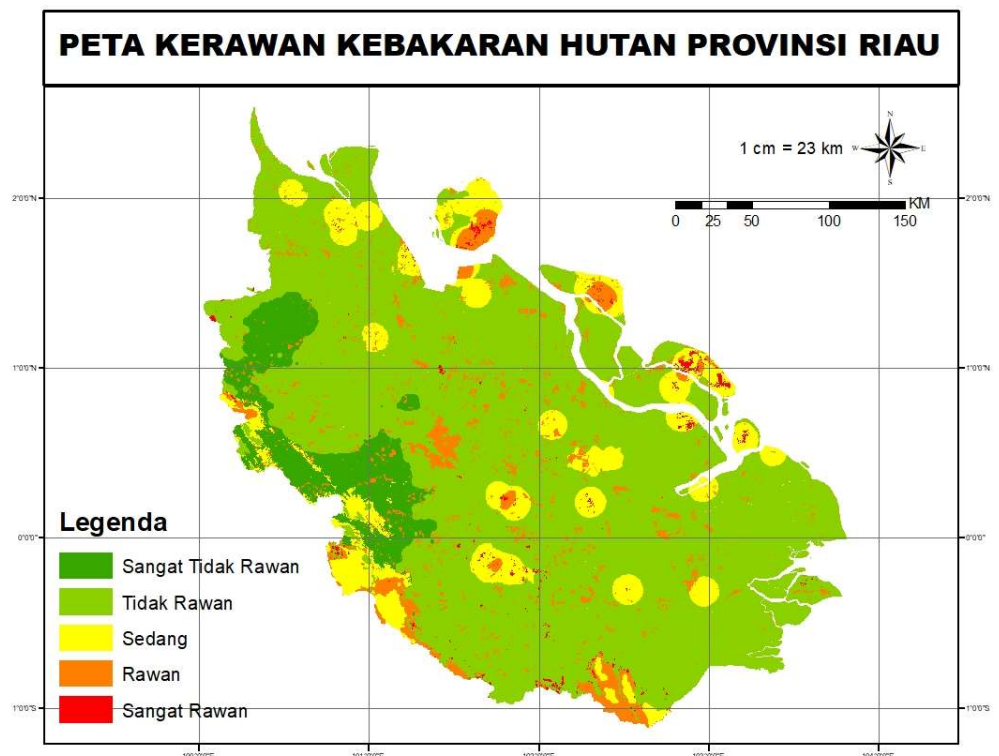 PETA KERAWAN KEBAKARAN HUTAN PROVINSI RIAU
N
1 cm = 23 km W E
S
KM
0 25 50 100 150
2°0'0"N 2°0'0"N
1°0'0"N 1°0'0"N
Legenda
0°0'0" 0°0'0"
Sangat Tidak Rawan
Tidak Rawan
Sedang
Rawan
Sangat Rawan
1°0'0"S 1°0'0"S